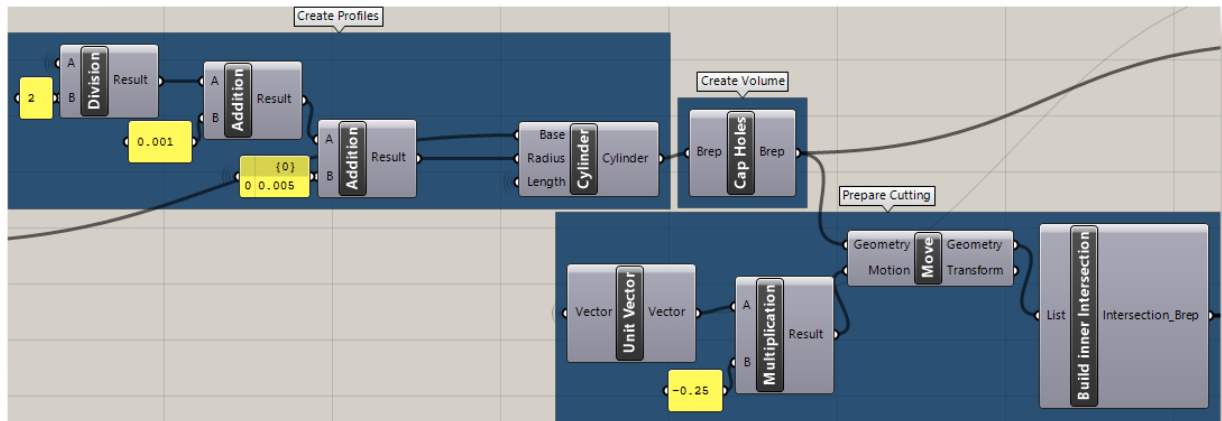 Create Profiles
A
B
Division
Result
2
A
B
Addition
Result
0.001
A
B
Addition
Result
{0}
0 0.005
Base
Radius
Length
Cylinder
Cylinder
Create Volume
Brep
Cap Holes
Brep
Prepare Cutting
Geometry
Motion
Move
Geometry
Transform
Vector
Unit Vector
Vector
A
B
Multiplication
Result
-0.25
List
Build inner Intersection
Intersection_Brep